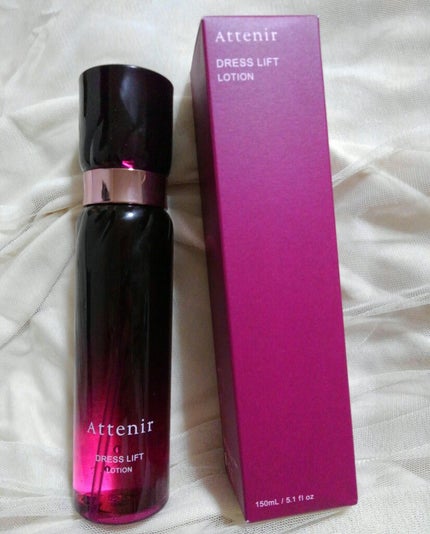 Attenir
DRESS LIFT
LOTION
Attenir
DRESS LIFT
LOTION
150mL / 5.1 fl oz